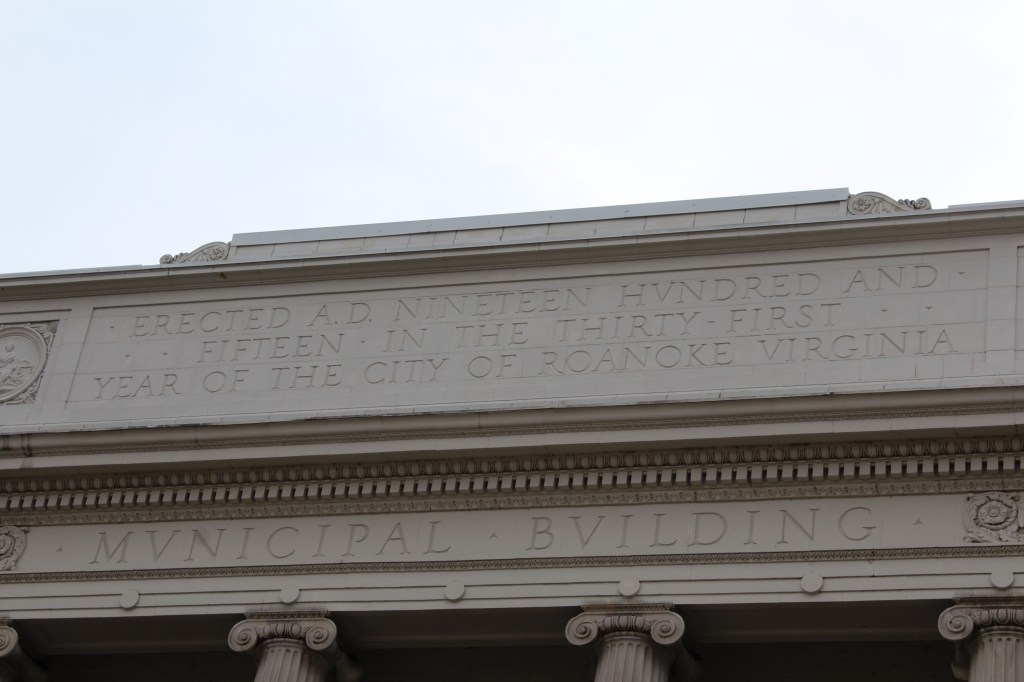 · ERECTED A.D. NINETEEN HVNDRED AND ·
· · FIFTEEN · IN THE THIRTY-FIRST · ·
YEAR OF THE CITY OF ROANOKE VIRGINIA
· MVNICIPAL · BVILDING ·